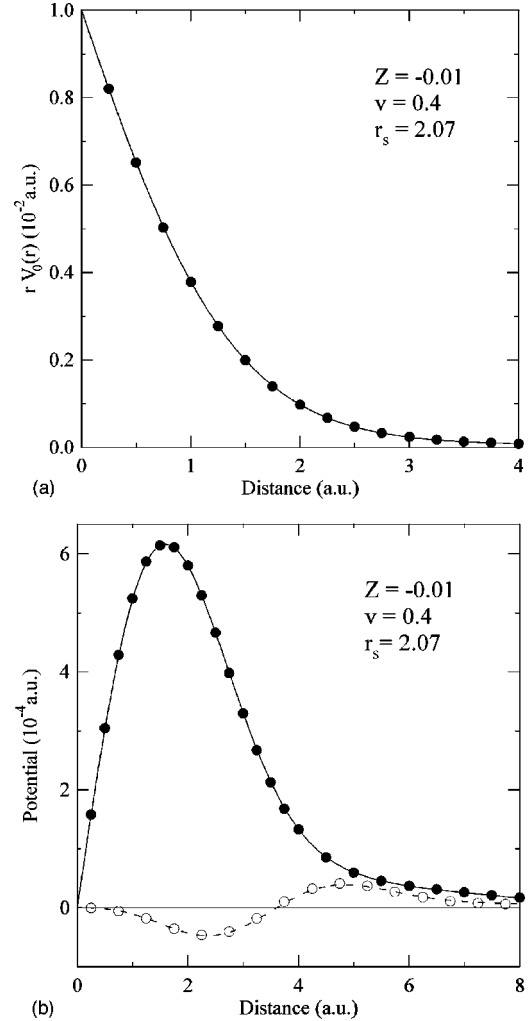 1.0
0.8
0.6
0.4
0.2
0.0
r V₀(r) (10⁻² a.u.)
Z = -0.01
v = 0.4
rₛ = 2.07
0 1 2 3 4
(a) Distance (a.u.)
6
4
2
0
Potential (10⁻⁴ a.u.)
Z = -0.01
v = 0.4
rₛ = 2.07
0 2 4 6 8
(b) Distance (a.u.)